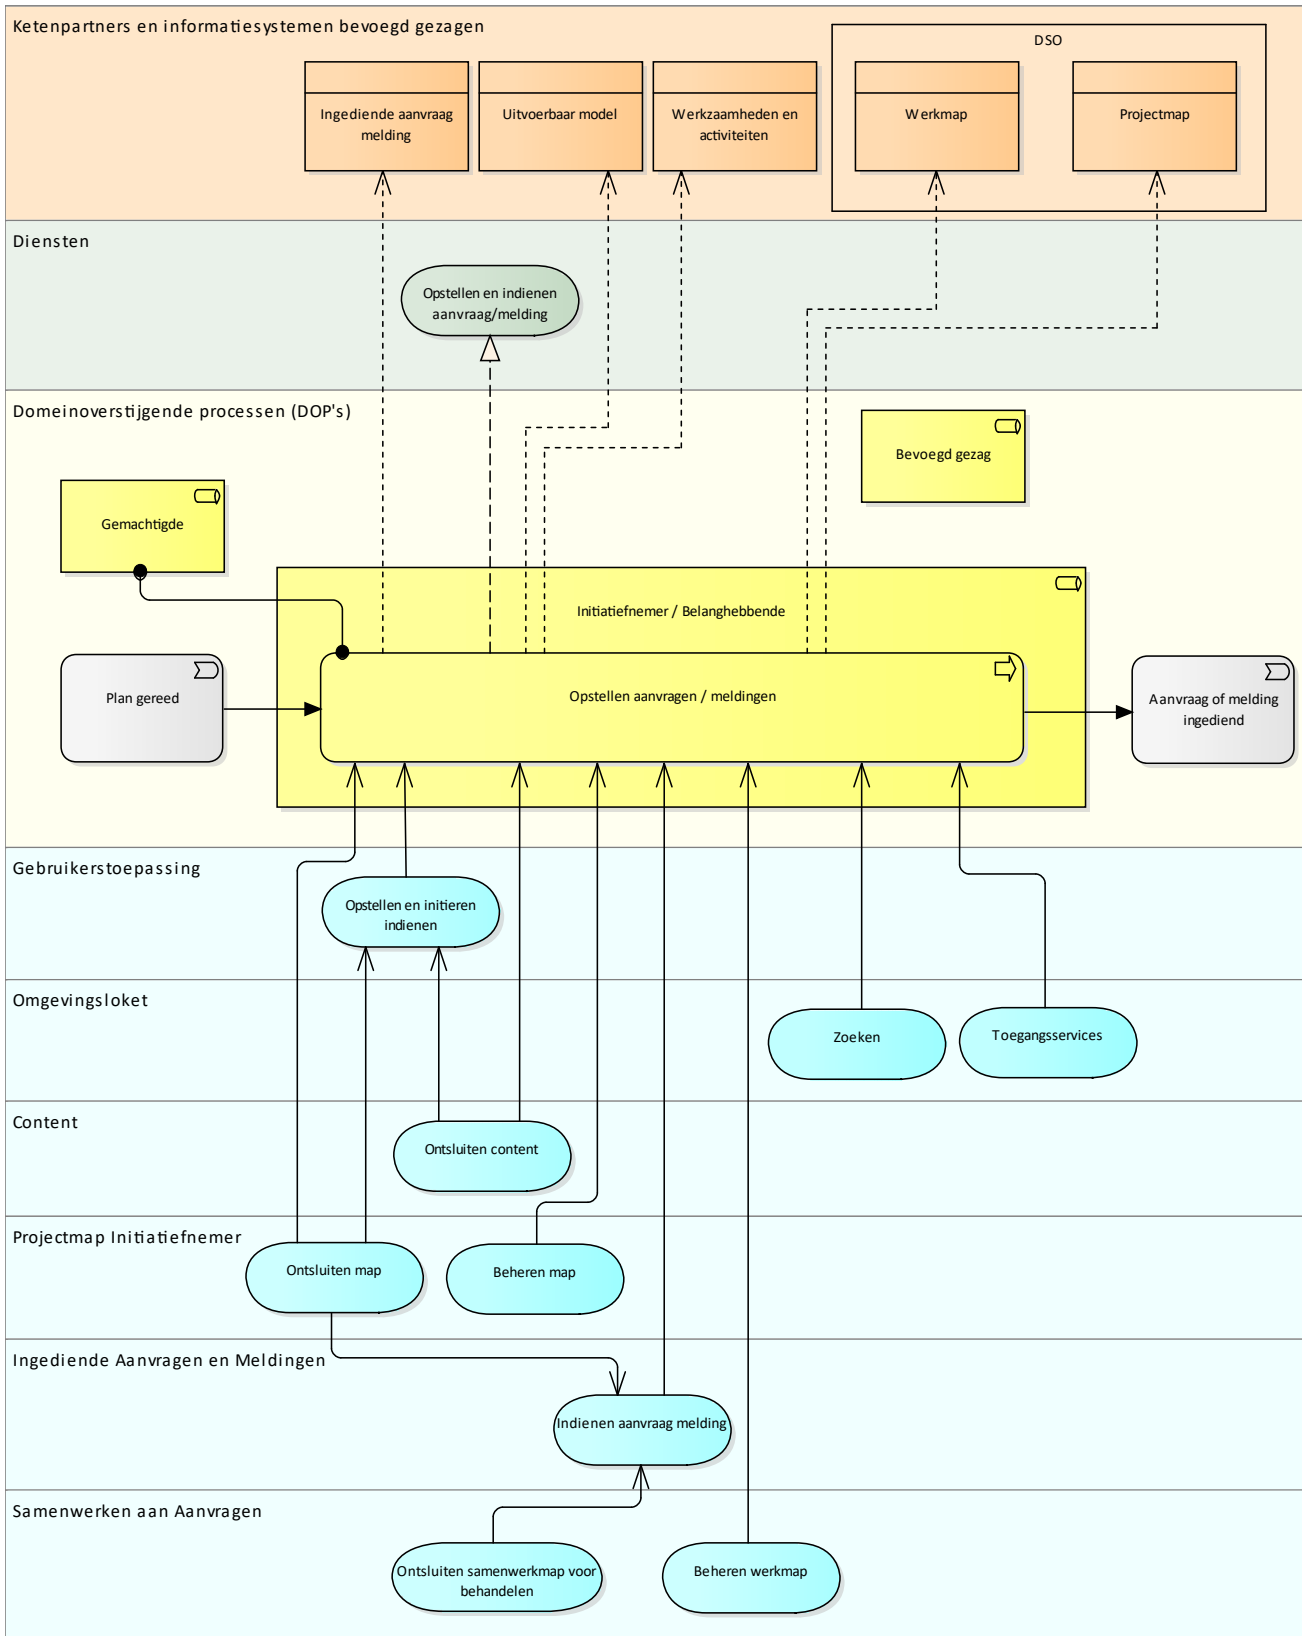 Ketenpartners en informatiesystemen bevoegd gezagen
DSO
Ingediende aanvraag
melding
Uitvoerbaar model
Werkzaamheden en
activiteiten
Werkmap
Projectmap
Diensten
Opstellen en indienen
aanvraag/melding
Domeinoverstijgende processen (DOP's)
Bevoegd gezag
Gemachtigde
Initiatiefnemer / Belanghebbende
Plan gereed
Opstellen aanvragen / meldingen
Aanvraag of melding
ingediend
Gebruikerstoepassing
Opstellen en initieren
indienen
Omgevingsloket
Zoeken
Toegangsservices
Content
Ontsluiten content
Projectmap Initiatiefnemer
Ontsluiten map
Beheren map
Ingediende Aanvragen en Meldingen
Indienen aanvraag melding
Samenwerken aan Aanvragen
Ontsluiten samenwerkmap voor
behandelen
Beheren werkmap